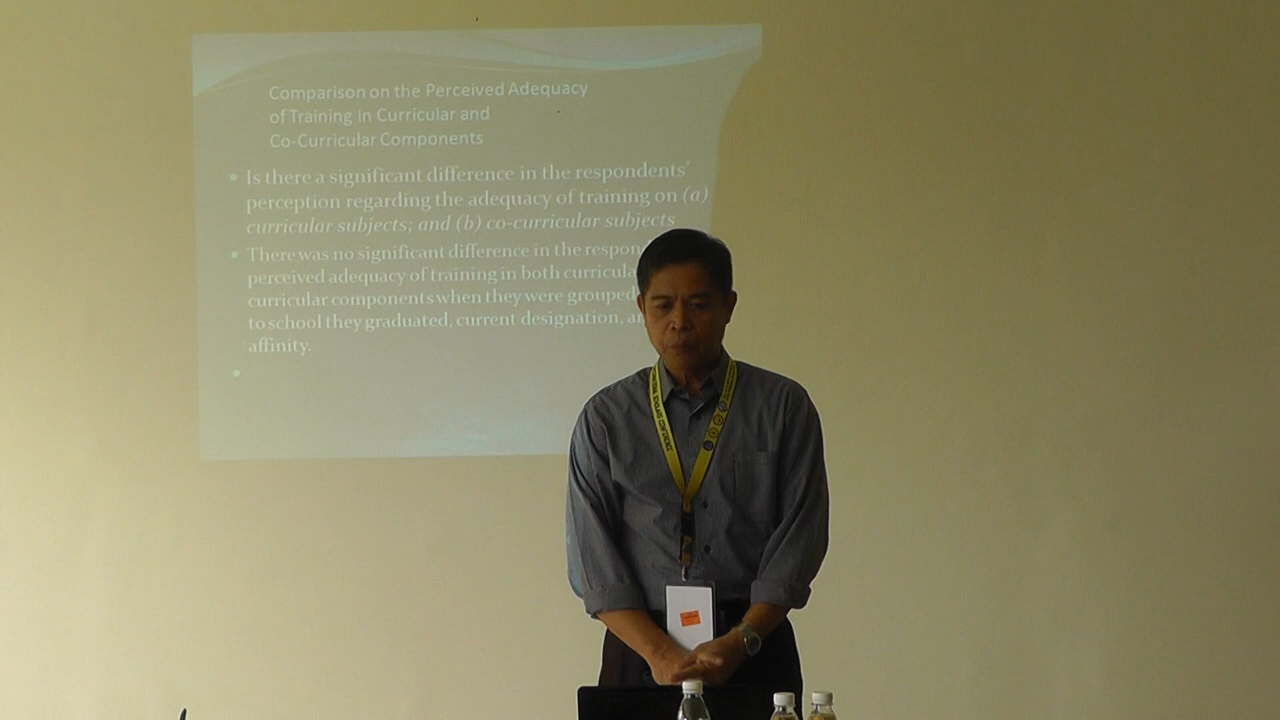 Comparison on the Perceived Adequacy
of Training in Curricular and
Co-Curricular Components
• Is there a significant difference in the respondents'
perception regarding the adequacy of training on (a)
curricular subjects; and (b) co-curricular subjects
• There was no significant difference in the
perceived adequacy of training in both
curricular components when they were grouped
to school they graduated, current designation,
affinity.
•